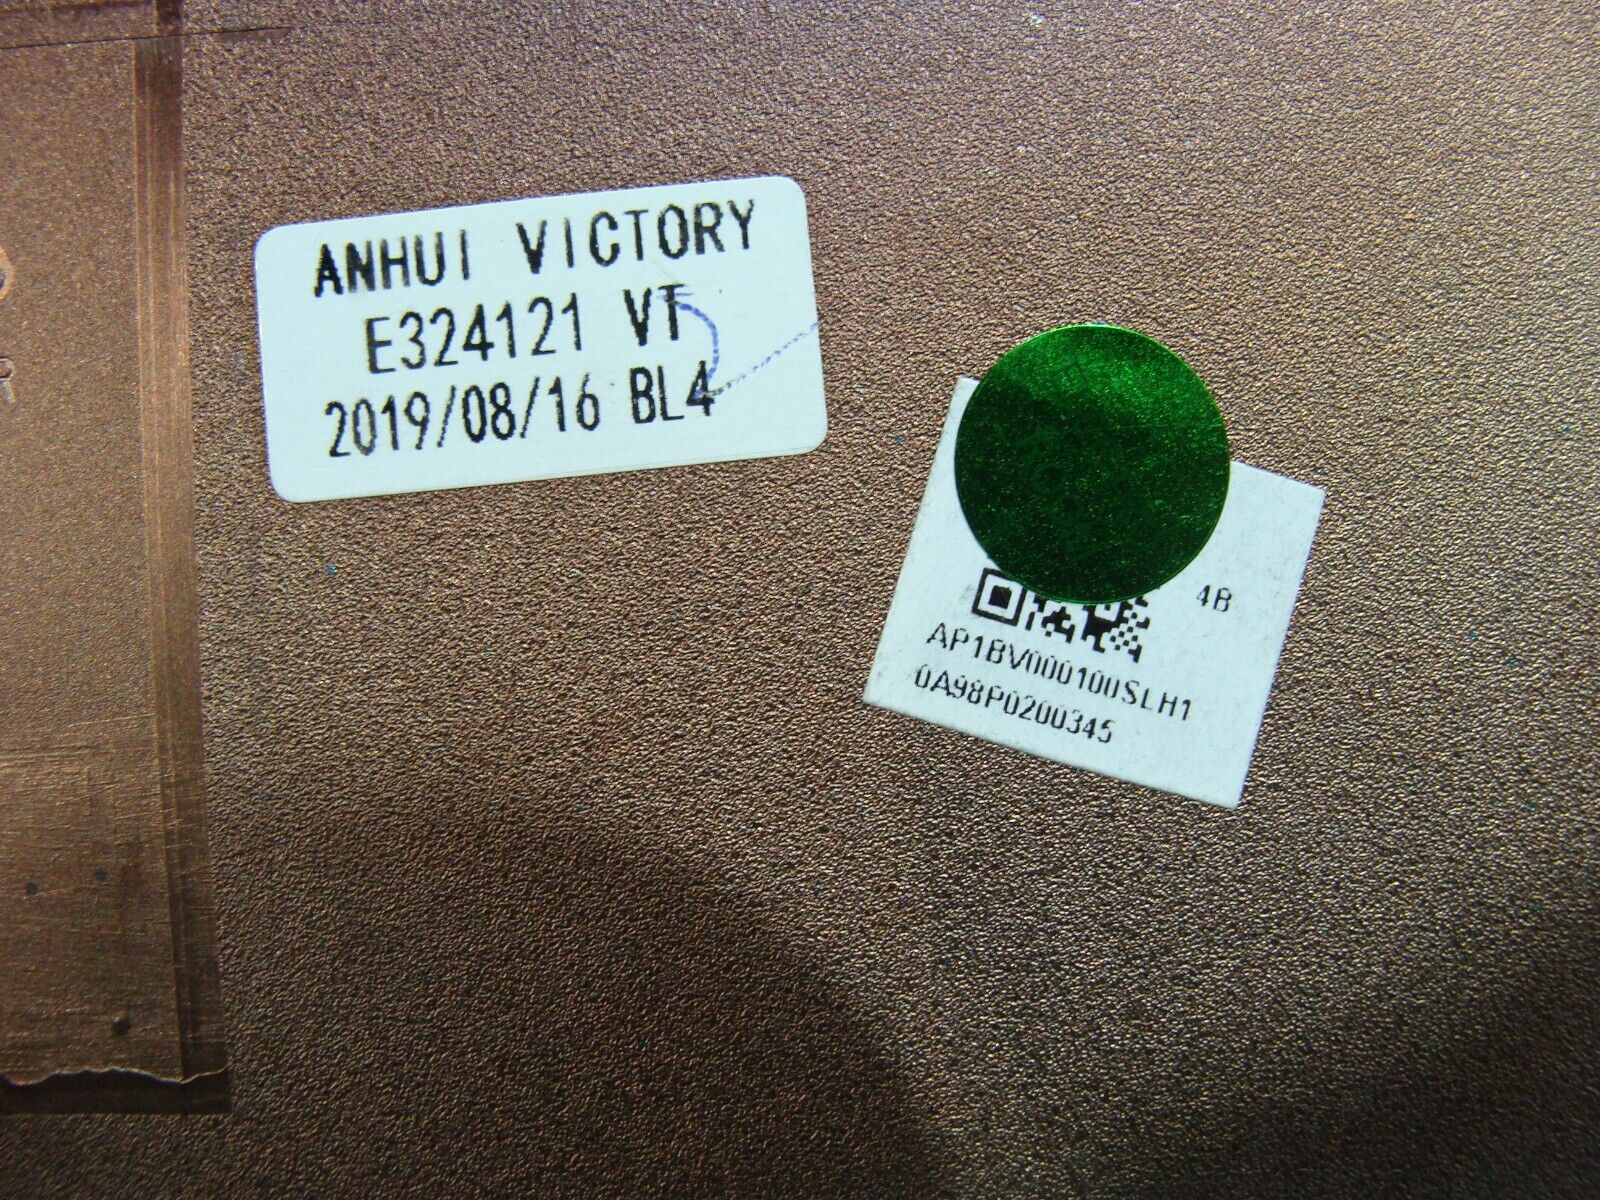 ANHUI VICTORY
E324121 VT
2019/08/16 BL4
4B
AP1BV000100SLH1
0A98P0200345